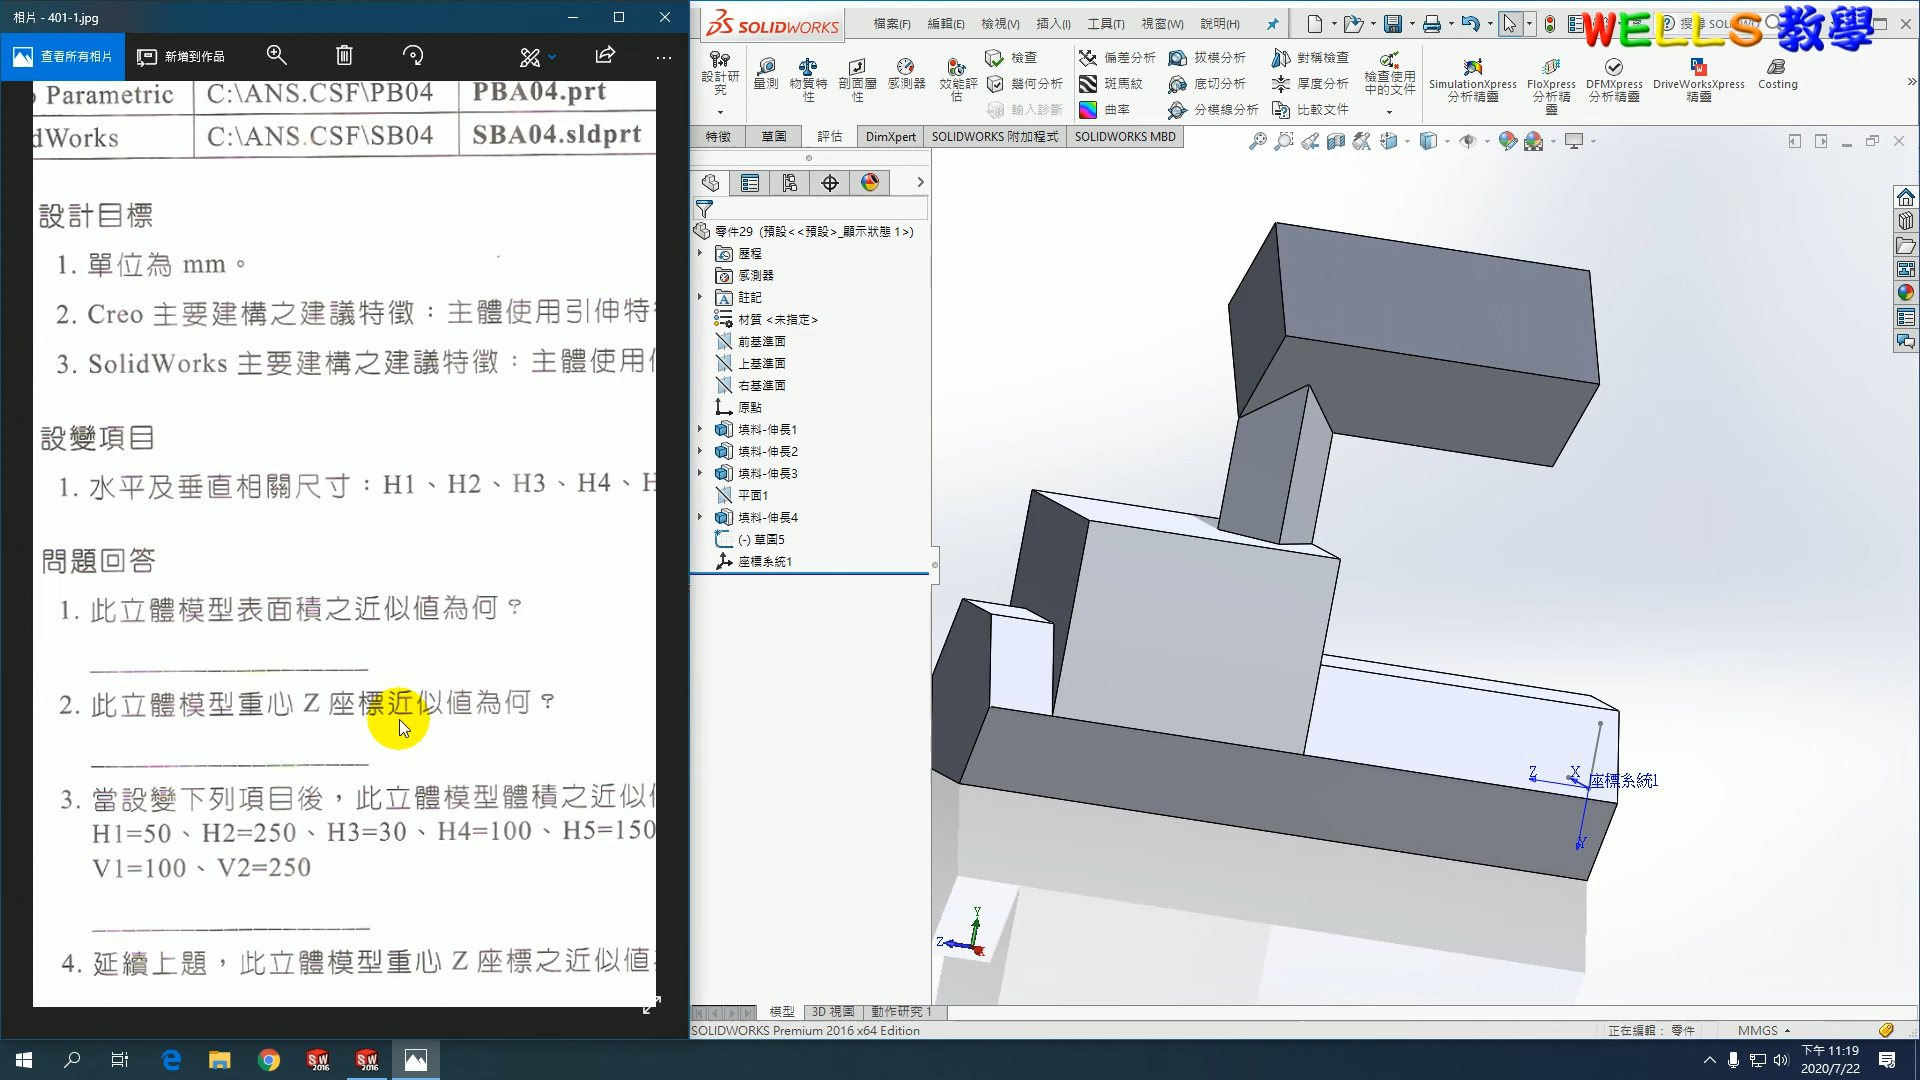 相片 - 401-1.jpg
查看所有相片
新增到作品
Parametric C:\ANS.CSF\PB04 PBA04.prt
dWorks C:\ANS.CSF\SB04 SBA04.sldprt
設計目標
1. 單位為 mm。
2. Creo 主要建構之建議特徵：主體使用引伸特
3. SolidWorks 主要建構之建議特徵：主體使用
設變項目
1. 水平及垂直相關尺寸：H1、H2、H3、H4、H
問題回答
1. 此立體模型表面積之近似值為何？
2. 此立體模型重心 Z 座標近似值為何？
3. 當設變下列項目後，此立體模型體積之近似
H1=50、H2=250、H3=30、H4=100、H5=150
V1=100、V2=250
4. 延續上題，此立體模型重心 Z 座標之近似值
SOLIDWORKS
檔案(F) 編輯(E) 檢視(V) 插入(I) 工具(T) 視窗(W) 說明(H)
WELLS教學
設計研究
量測
物質特性
剖面屬性
感測器
效能評估
檢查
幾何分析
輸入診斷
偏差分析
斑馬紋
曲率
拔模分析
底切分析
分模線分析
對稱檢查
厚度分析
比較文件
檢查使用中的文件
SimulationXpress 分析精靈
FloXpress 分析精靈
DFMXpress 分析精靈
DriveWorksXpress 精靈
Costing
特徵 草圖 評估 DimXpert SOLIDWORKS 附加程式 SOLIDWORKS MBD
零件29 (預設<<預設>_顯示狀態 1>)
歷程
感測器
註記
材質 <未指定>
前基準面
上基準面
右基準面
原點
填料-伸長1
填料-伸長2
填料-伸長3
平面1
填料-伸長4
(-) 草圖5
座標系統1
Z X 座標系統1
Y
Y
Z
模型 3D 視圖 動作研究 1
SOLIDWORKS Premium 2016 x64 Edition
正在編輯： 零件
MMGS
下午 11:19
2020/7/22